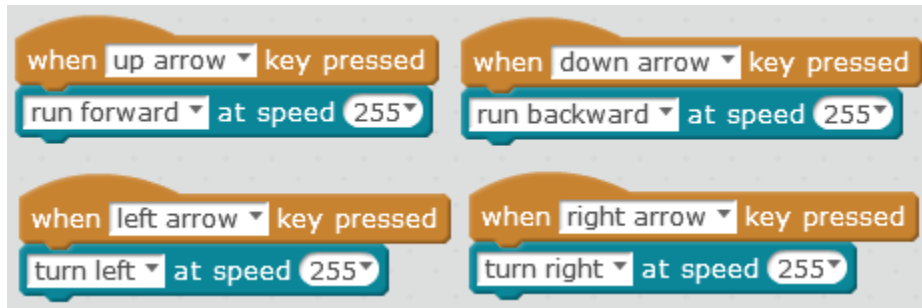 when up arrow key pressed
run forward at speed 255
when down arrow key pressed
run backward at speed 255
when left arrow key pressed
turn left at speed 255
when right arrow key pressed
turn right at speed 255